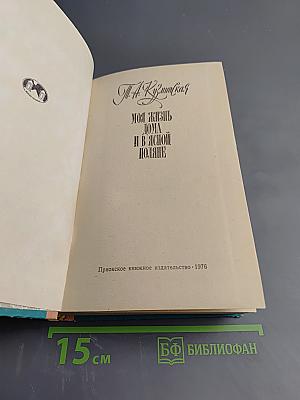 Т·А·Кузминская
МОЯ ЖИЗНЬ
ДОМА
И В ЯСНОЙ
ПОЛЯНЕ
Приокское книжное издательство · 1976
15 см
БФ БИБЛИОФАН